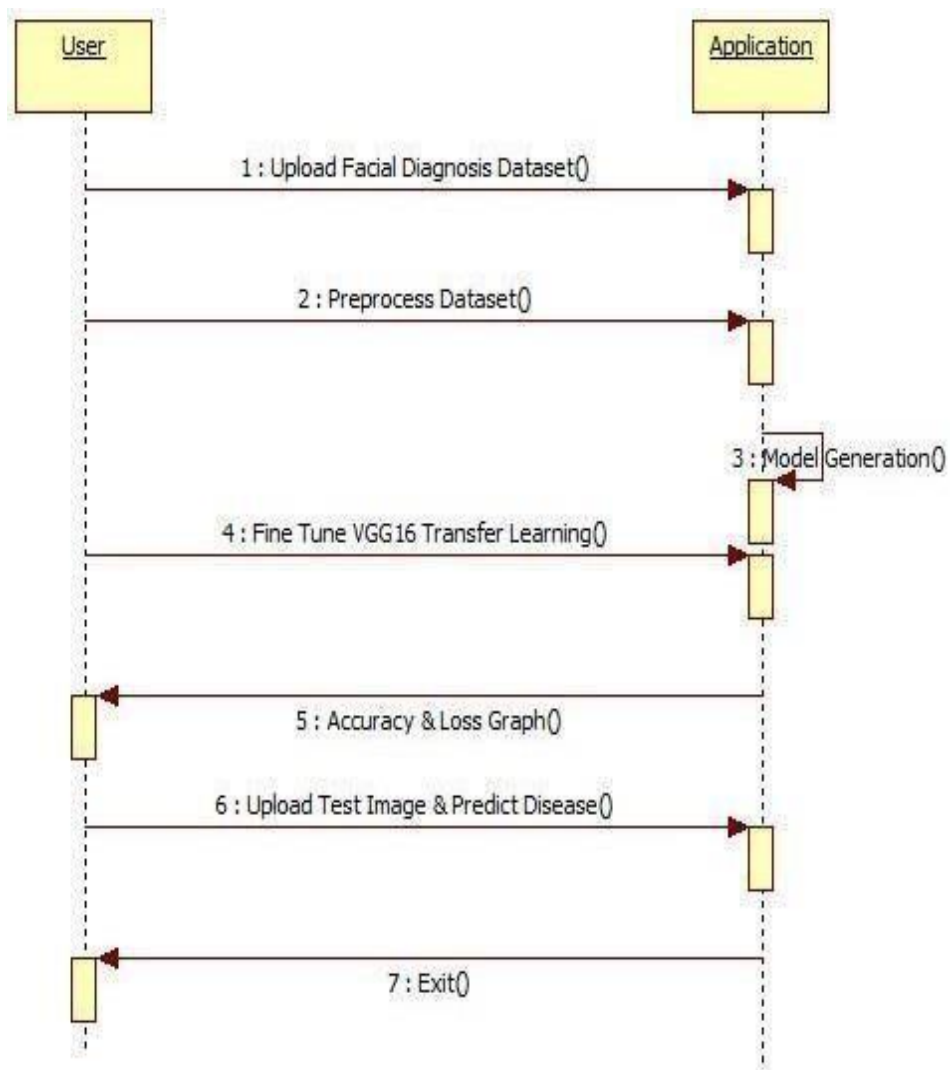 User
Application
1 : Upload Facial Diagnosis Dataset()
2 : Preprocess Dataset()
3 : Model Generation()
4 : Fine Tune VGG16 Transfer Learning()
5 : Accuracy & Loss Graph()
6 : Upload Test Image & Predict Disease()
7 : Exit()